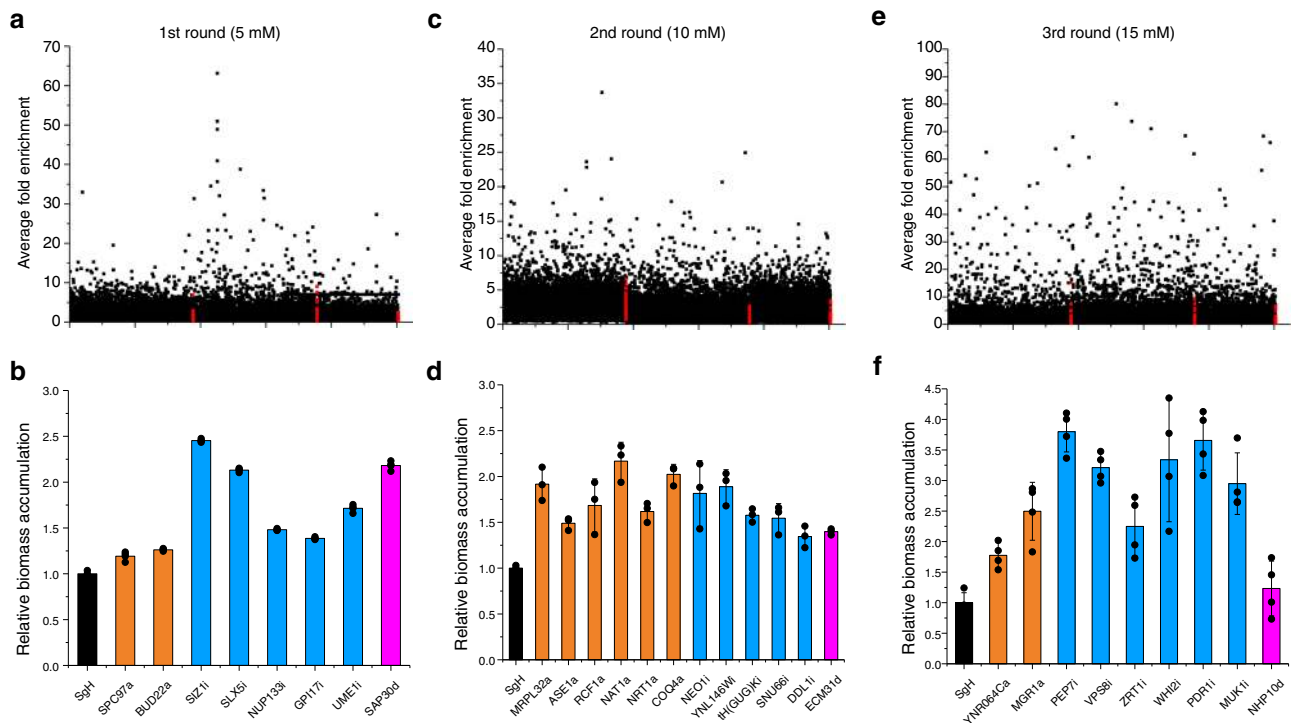 a
1st round (5 mM)
Average fold enrichment
70
60
50
40
30
20
10
0
c
2nd round (10 mM)
Average fold enrichment
40
35
30
25
20
15
10
5
0
e
3rd round (15 mM)
Average fold enrichment
100
90
80
70
60
50
40
30
20
10
0
b
Relative biomass accumulation
3.0
2.5
2.0
1.5
1.0
0.5
0.0
SgH
SPC97a
BUD22a
SIZ1i
SLX5i
NUP133i
GPI17i
UME1i
SAP30d
d
Relative biomass accumulation
3.0
2.5
2.0
1.5
1.0
0.5
0.0
SgH
MRPL32a
ASE1a
RCF1a
NAT1a
NRT1a
COQ4a
NEO1i
YNL146Wi
tH(GUG)Ki
SNU66i
DDL1i
ECM31d
f
Relative biomass accumulation
4.5
4.0
3.5
3.0
2.5
2.0
1.5
1.0
0.5
0.0
SgH
YNR064Ca
MGR1a
PEP7i
VPS8i
ZRT1i
WHI2i
PDR1i
MUK1i
NHP10d